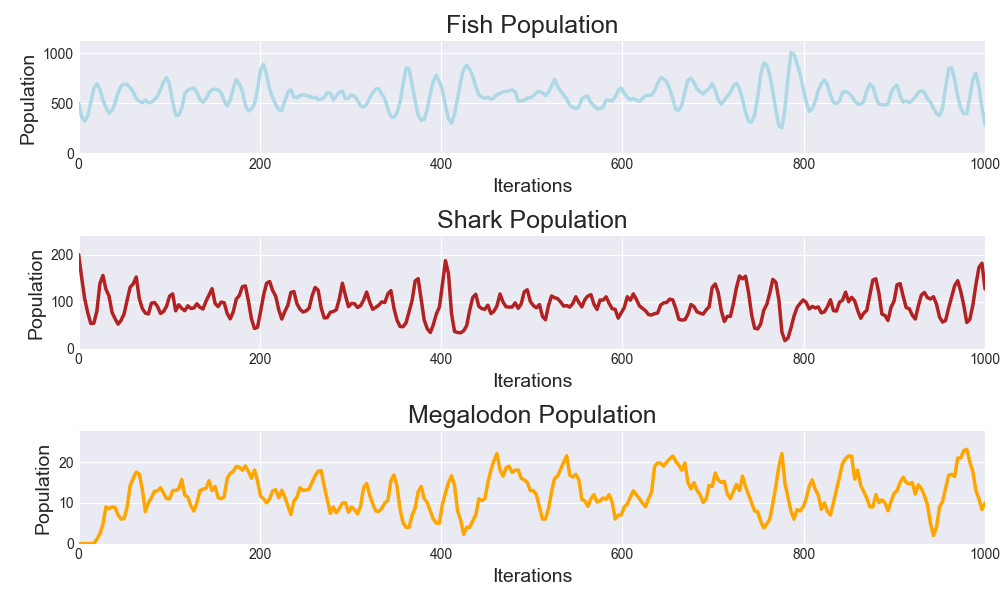 Fish Population
Population
1000
500
0
0 200 400 600 800 1000
Iterations
Shark Population
Population
200
100
0
0 200 400 600 800 1000
Iterations
Megalodon Population
Population
20
10
0
0 200 400 600 800 1000
Iterations